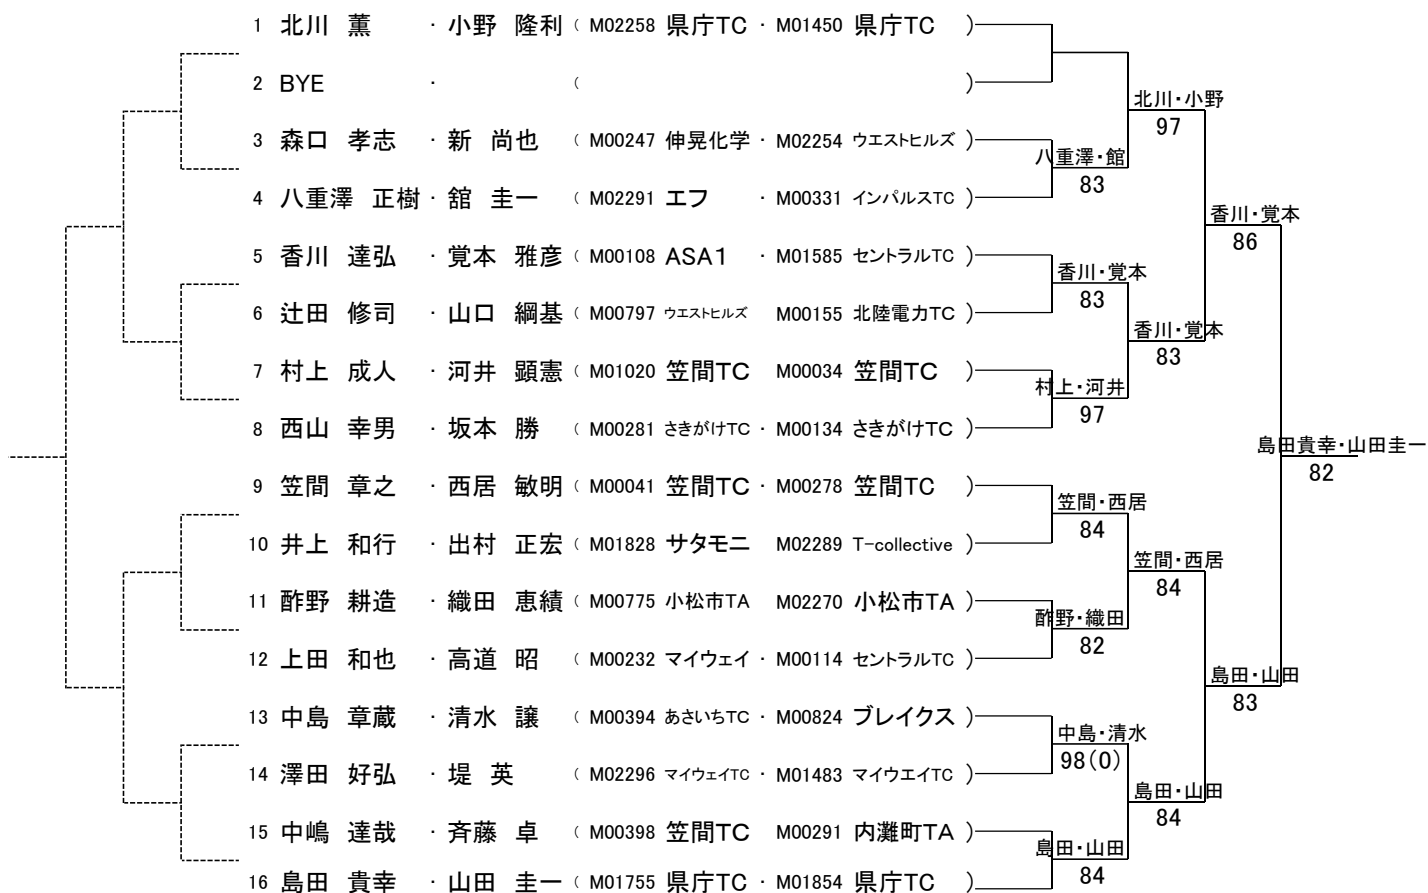 1 北川 薫 ・ 小野 隆利 ( M02258 県庁TC ・ M01450 県庁TC )
2 BYE ・ ( )
北川・小野
97
3 森口 孝志 ・ 新 尚也 ( M00247 伸晃化学 ・ M02254 ウエストヒルズ )
八重澤・館
83
4 八重澤 正樹 ・ 舘 圭一 ( M02291 エフ ・ M00331 インパルスTC )
香川・覚本
86
5 香川 達弘 ・ 覚本 雅彦 ( M00108 ASA1 ・ M01585 セントラルTC )
香川・覚本
83
6 辻田 修司 ・ 山口 綱基 ( M00797 ウエストヒルズ M00155 北陸電力TC )
香川・覚本
83
7 村上 成人 ・ 河井 顕憲 ( M01020 笠間TC M00034 笠間TC )
村上・河井
97
8 西山 幸男 ・ 坂本 勝 ( M00281 さきがけTC ・ M00134 さきがけTC )
島田貴幸・山田圭一
82
9 笠間 章之 ・ 西居 敏明 ( M00041 笠間TC ・ M00278 笠間TC )
笠間・西居
84
10 井上 和行 ・ 出村 正宏 ( M01828 サタモニ M02289 T-collective )
笠間・西居
84
11 酢野 耕造 ・ 織田 恵績 ( M00775 小松市TA M02270 小松市TA )
酢野・織田
82
12 上田 和也 ・ 高道 昭 ( M00232 マイウェイ ・ M00114 セントラルTC )
島田・山田
83
13 中島 章蔵 ・ 清水 譲 ( M00394 あさいちTC ・ M00824 ブレイクス )
中島・清水
98(0)
14 澤田 好弘 ・ 堤 英 ( M02296 マイウェイTC ・ M01483 マイウエイTC )
島田・山田
84
15 中嶋 達哉 ・ 斉藤 卓 ( M00398 笠間TC M00291 内灘町TA )
島田・山田
84
16 島田 貴幸 ・ 山田 圭一 ( M01755 県庁TC ・ M01854 県庁TC )